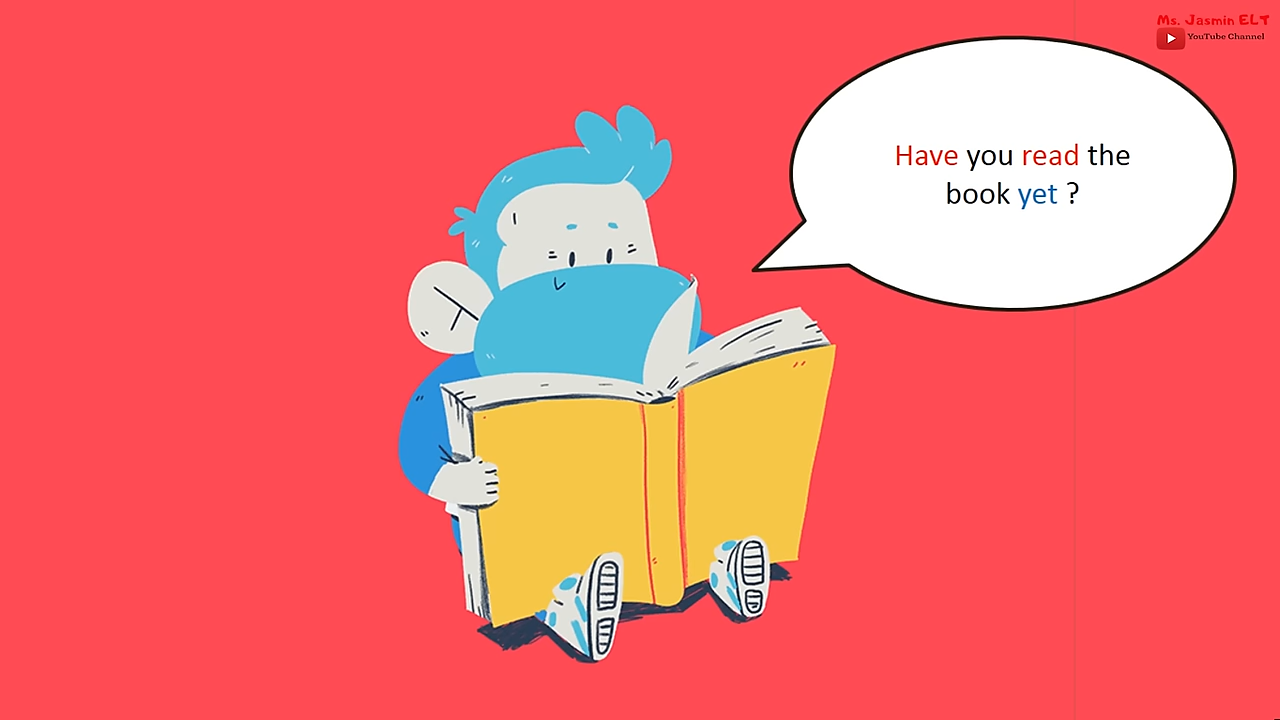 Ms. Jasmin ELT
YouTube Channel
Have you read the
book yet ?